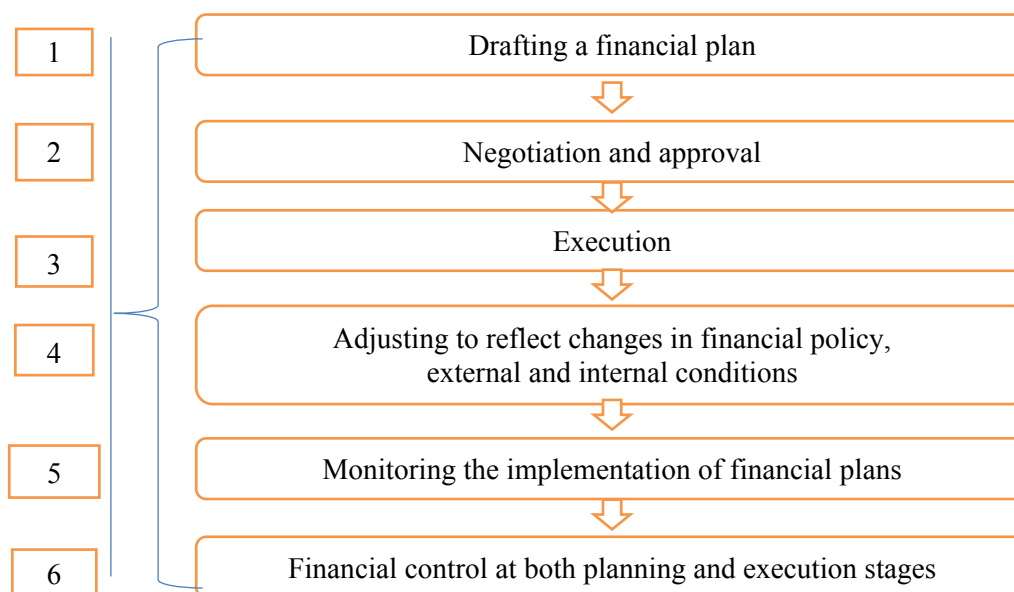 1
Drafting a financial plan
2
Negotiation and approval
3
Execution
4
Adjusting to reflect changes in financial policy,
external and internal conditions
5
Monitoring the implementation of financial plans
6
Financial control at both planning and execution stages